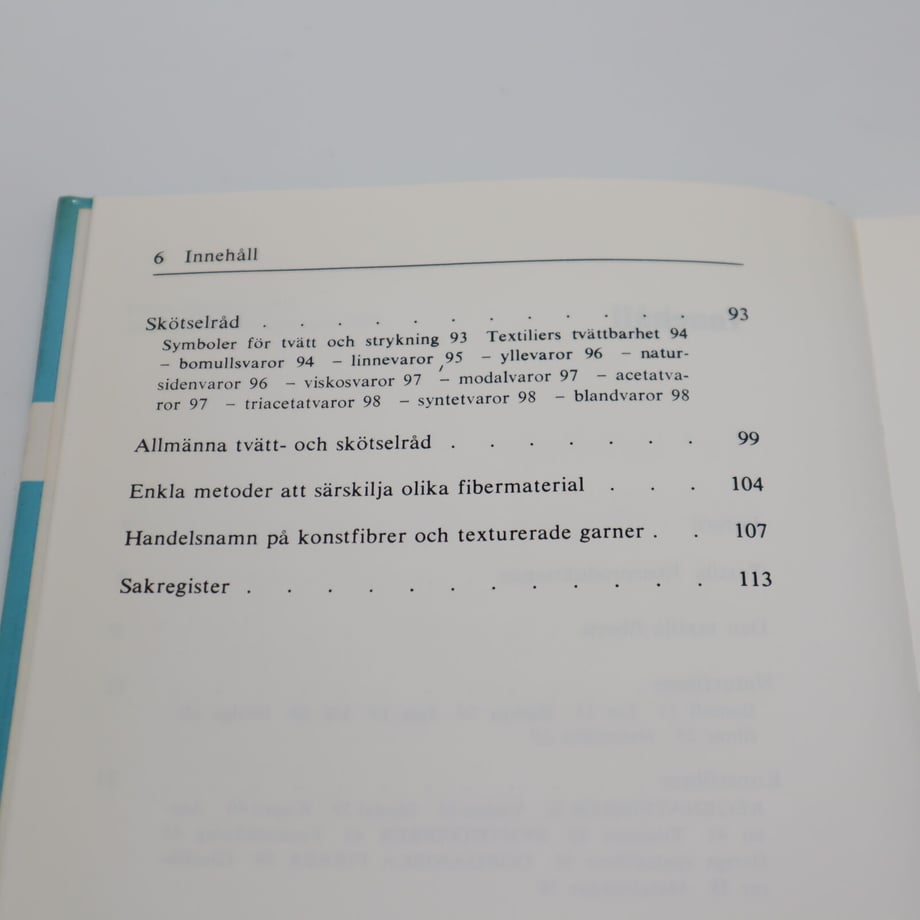 6 Innehåll
Skötselråd . . . . . . . . . . . 93
Symboler för tvätt och strykning 93 Textiliers tvättbarhet 94
– bomullsvaror 94 – linnevaror 95 – yllevaror 96 – natur-
sidenvaror 96 – viskosvaror 97 – modalvaror 97 – acetatva-
ror 97 – triacetatvaror 98 – syntetvaror 98 – blandvaror 98
Allmänna tvätt- och skötselråd . . . . . . . 99
Enkla metoder att särskilja olika fibermaterial . . . 104
Handelsnamn på konstfibrer och texturerade garner . . 107
Sakregister . . . . . . . . . . . . 113